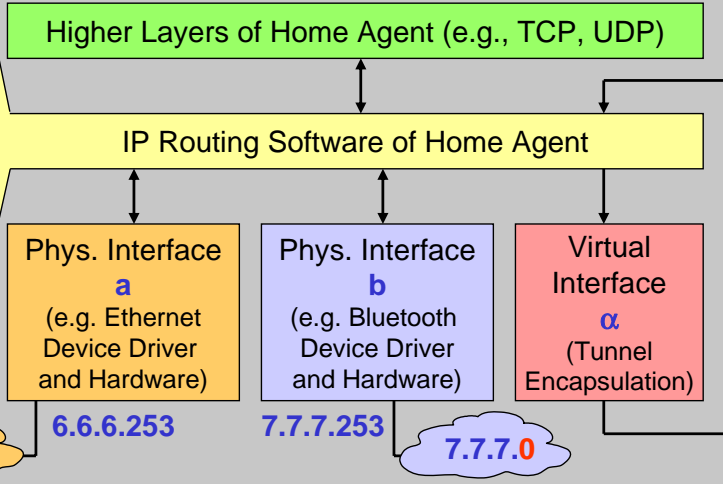 Higher Layers of Home Agent (e.g., TCP, UDP)
IP Routing Software of Home Agent
Phys. Interface
a
(e.g. Ethernet
Device Driver
and Hardware)
Phys. Interface
b
(e.g. Bluetooth
Device Driver
and Hardware)
Virtual
Interface
α
(Tunnel
Encapsulation)
6.6.6.253
7.7.7.253
7.7.7.0